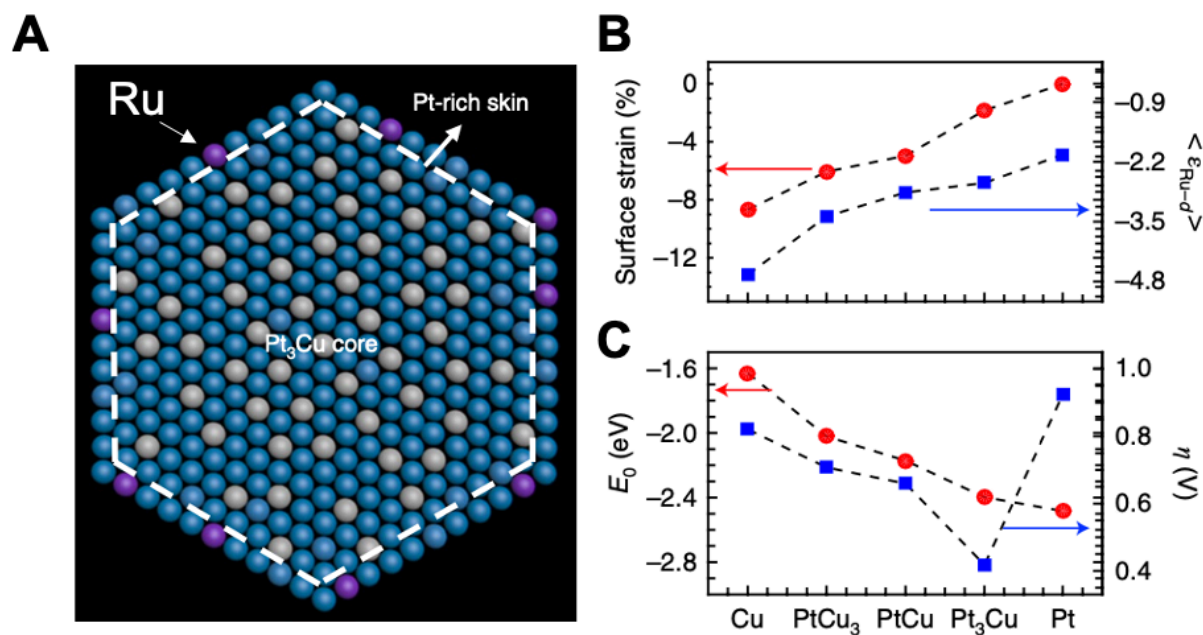 A
Ru
Pt-rich skin
Pt₃Cu core
B
Surface strain (%)
0
−4
−8
−12
−0.9
−2.2
−3.5
−4.8
< εRu−d >
C
E₀ (eV)
−1.6
−2.0
−2.4
−2.8
1.0
0.8
0.6
0.4
η (V)
Cu PtCu₃ PtCu Pt₃Cu Pt